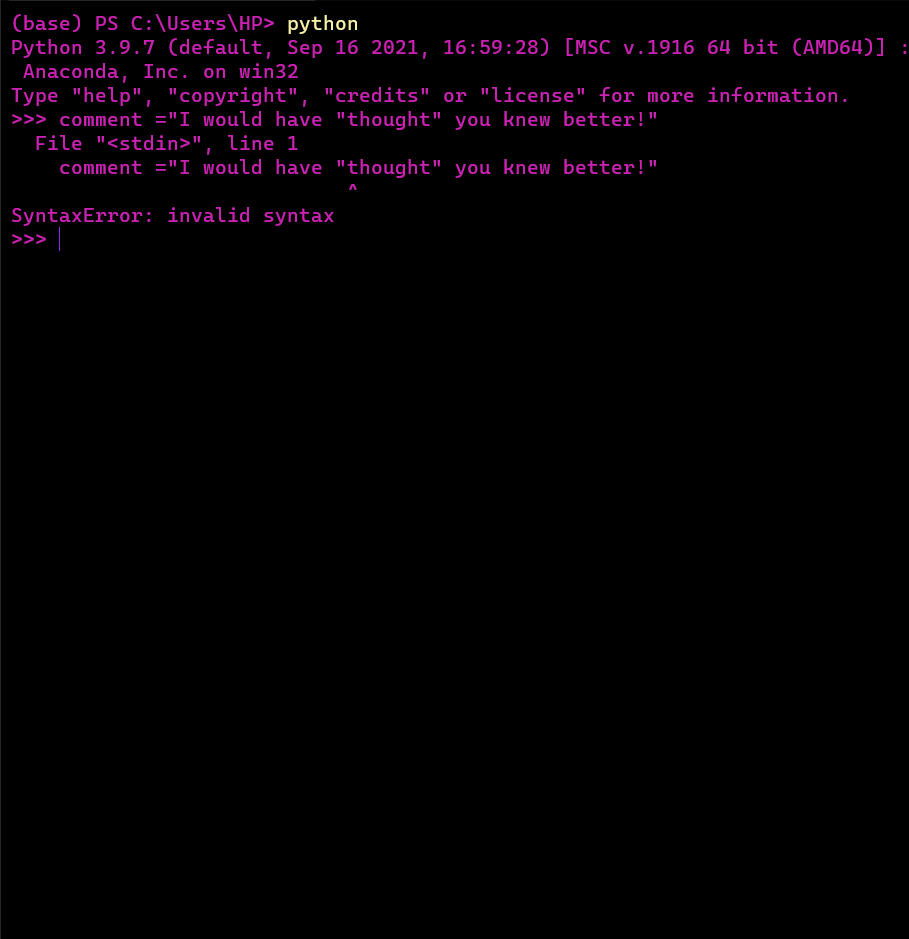 (base) PS C:\Users\HP> python
Python 3.9.7 (default, Sep 16 2021, 16:59:28) [MSC v.1916 64 bit (AMD64)] :
 Anaconda, Inc. on win32
Type "help", "copyright", "credits" or "license" for more information.
>>> comment ="I would have "thought" you knew better!"
  File "<stdin>", line 1
    comment ="I would have "thought" you knew better!"
                            ^
SyntaxError: invalid syntax
>>>